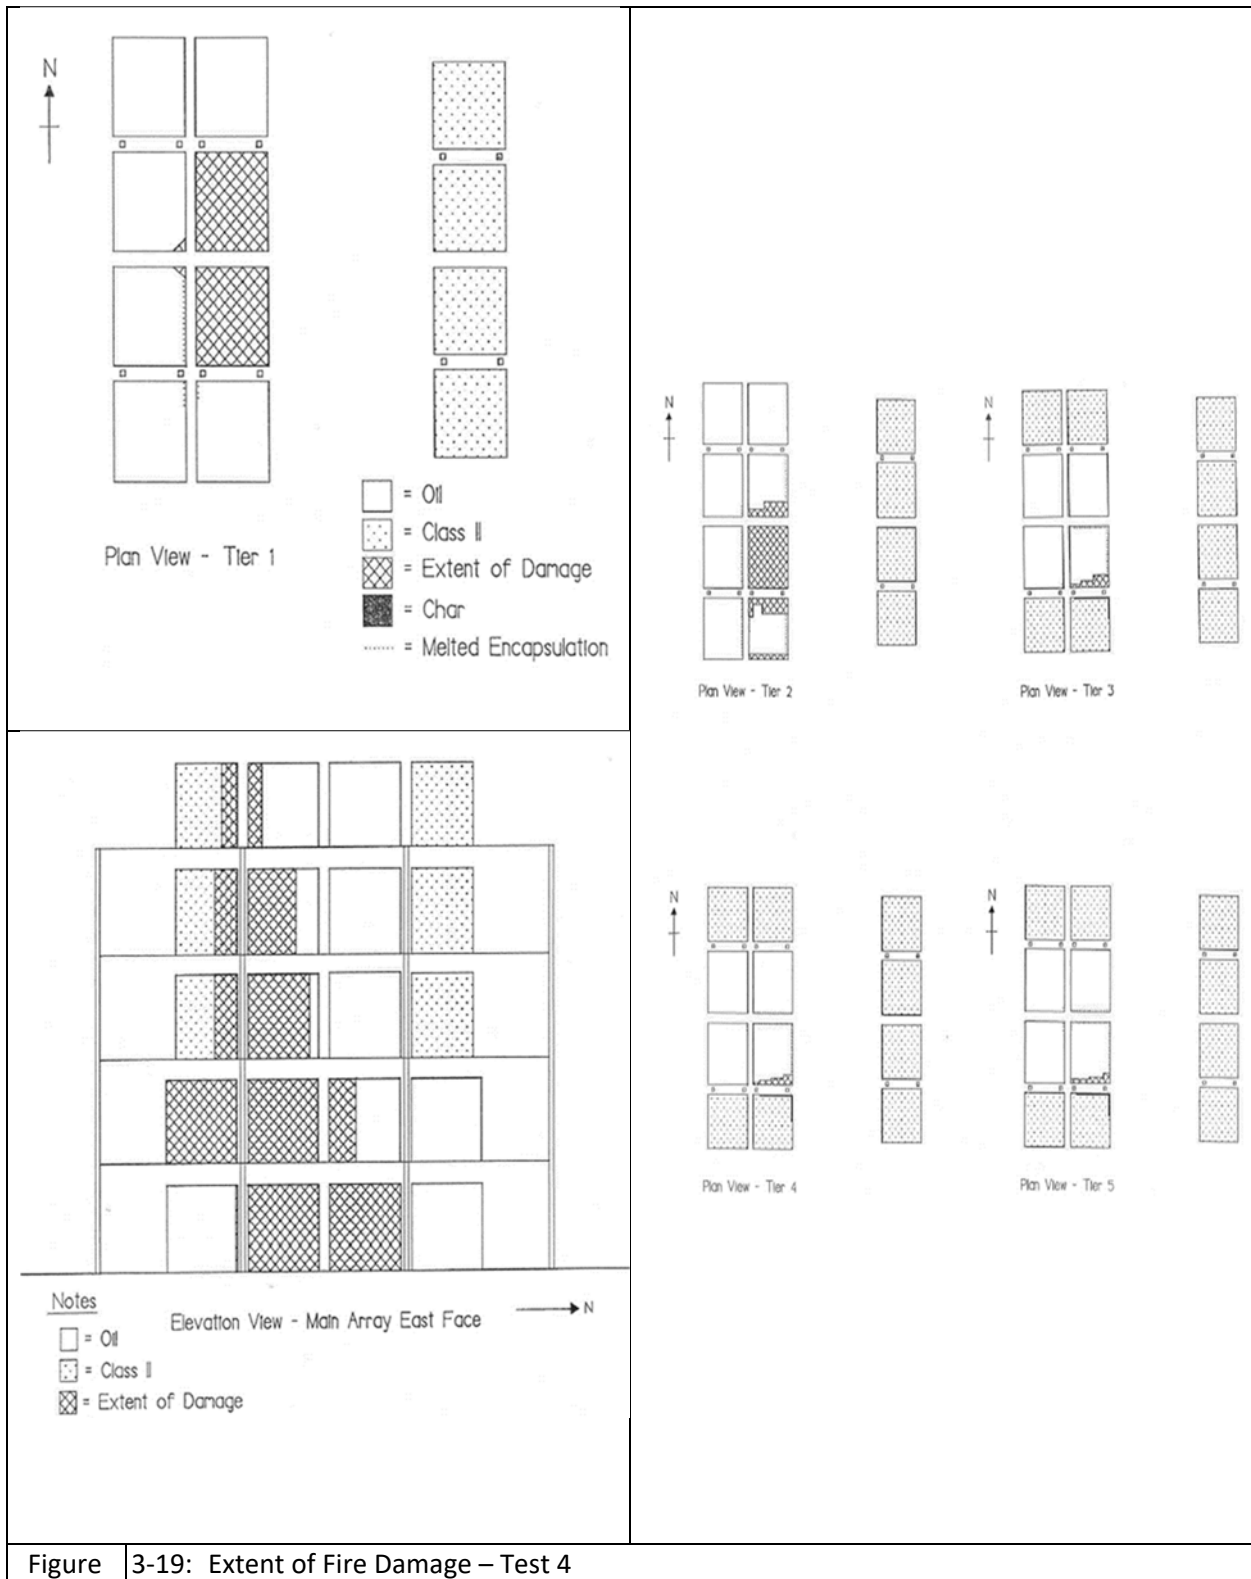 N
= Oil
= Class II
= Extent of Damage
= Char
= Melted Encapsulation
Plan View - Tier 1
N
N
Plan View - Tier 2
Plan View - Tier 3
N
N
Plan View - Tier 4
Plan View - Tier 5
Notes
Elevation View - Main Array East Face
N
= Oil
= Class II
= Extent of Damage
Figure 3-19: Extent of Fire Damage – Test 4